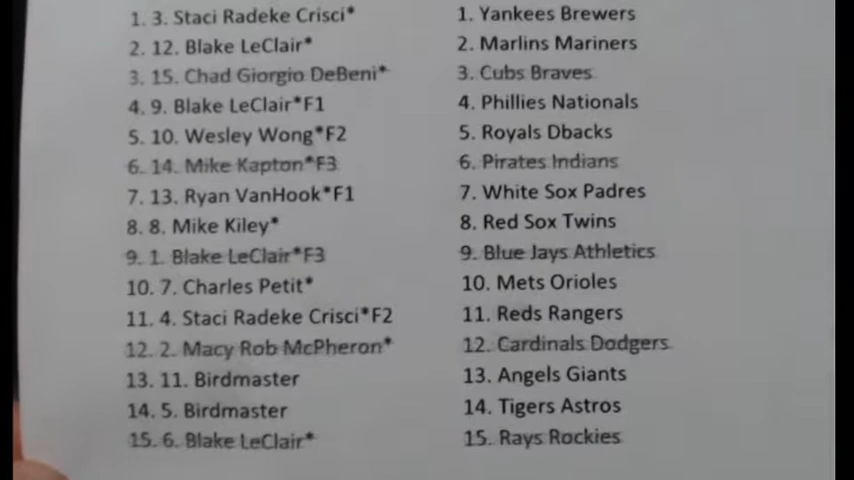 1. 3. Staci Radeke Crisci*
2. 12. Blake LeClair*
3. 15. Chad Giorgio DeBeni*
4. 9. Blake LeClair*F1
5. 10. Wesley Wong*F2
6. 14. Mike Kapton*F3
7. 13. Ryan VanHook*F1
8. 8. Mike Kiley*
9. 1. Blake LeClair*F3
10. 7. Charles Petit*
11. 4. Staci Radeke Crisci*F2
12. 2. Macy Rob McPheron*
13. 11. Birdmaster
14. 5. Birdmaster
15. 6. Blake LeClair*
1. Yankees Brewers
2. Marlins Mariners
3. Cubs Braves
4. Phillies Nationals
5. Royals Dbacks
6. Pirates Indians
7. White Sox Padres
8. Red Sox Twins
9. Blue Jays Athletics
10. Mets Orioles
11. Reds Rangers
12. Cardinals Dodgers
13. Angels Giants
14. Tigers Astros
15. Rays Rockies